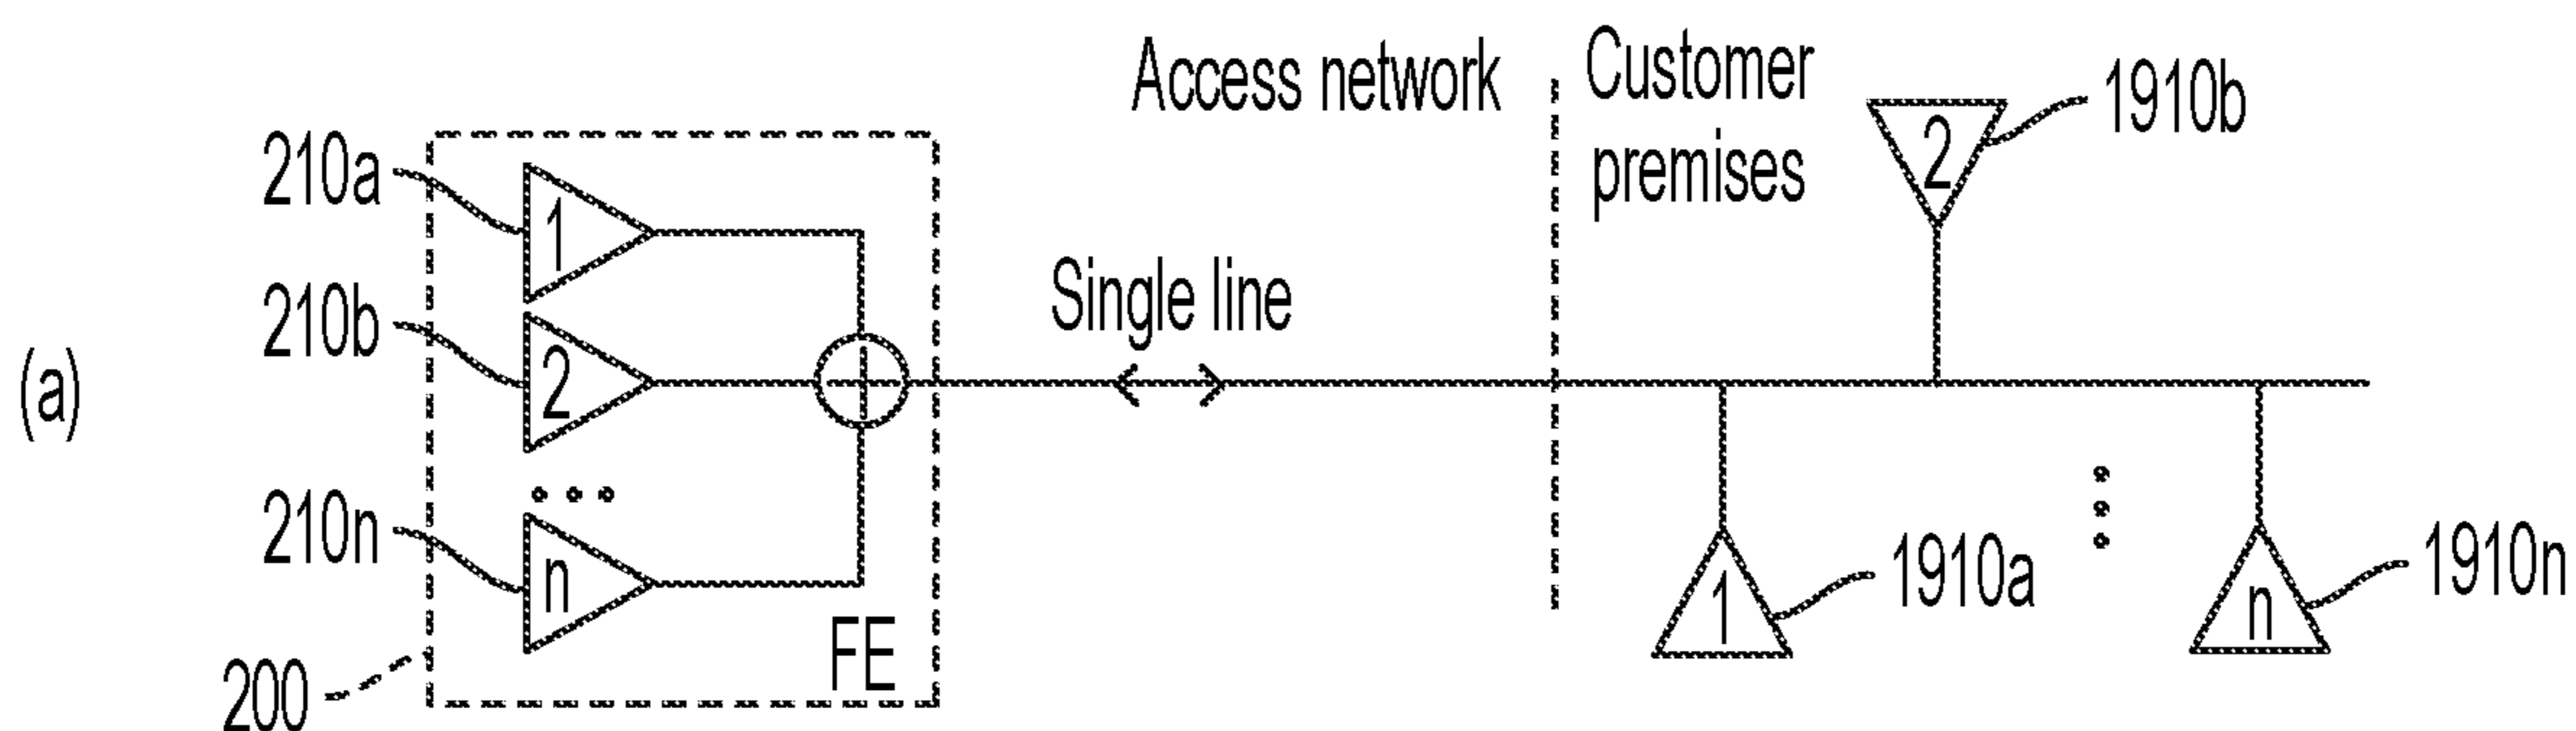 (a)
210a
210b
210n
200
1
2
n
FE
Single line
Access network
Customer
premises
2
1910b
1
1910a
n
1910n